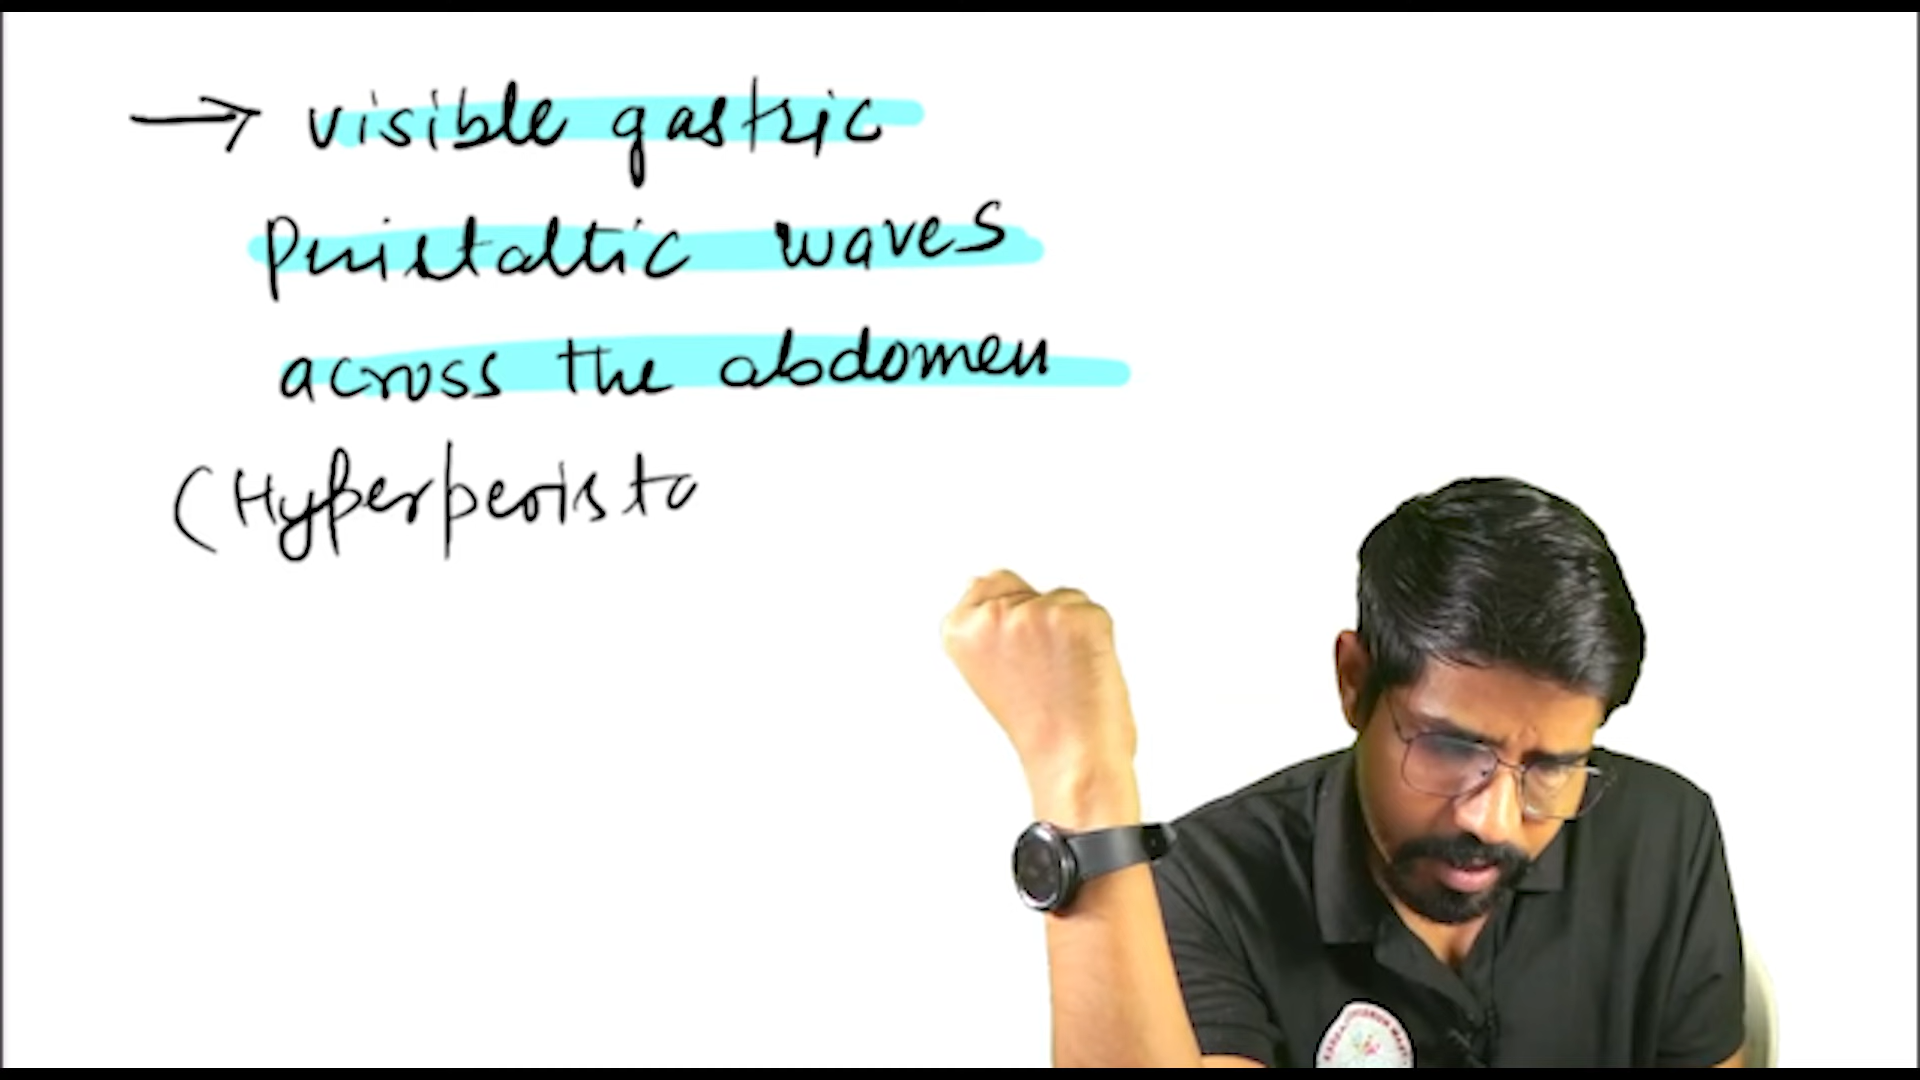 → visible gastric
Peristaltic waves
across the abdomen
(Hyperperista